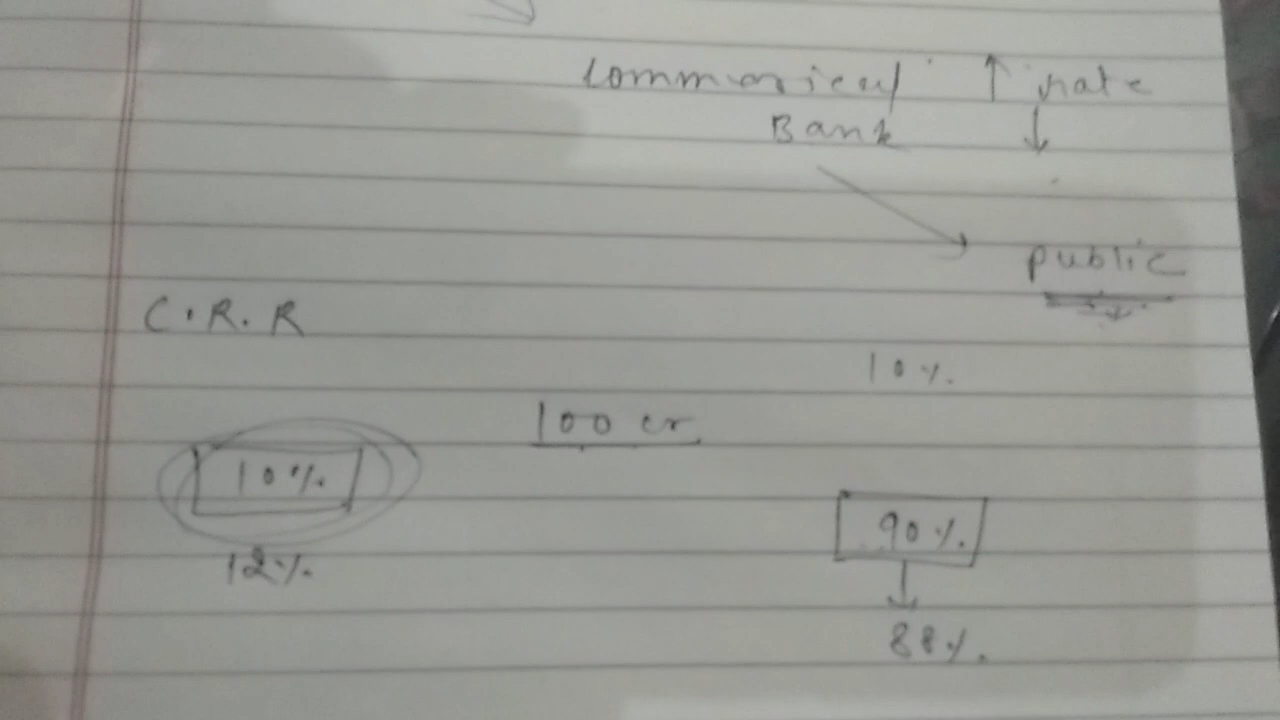 commercial ↑ rate
Bank ↓
public
C.R.R
10%.
100 cr
10%.
90%.
12%.
88%.